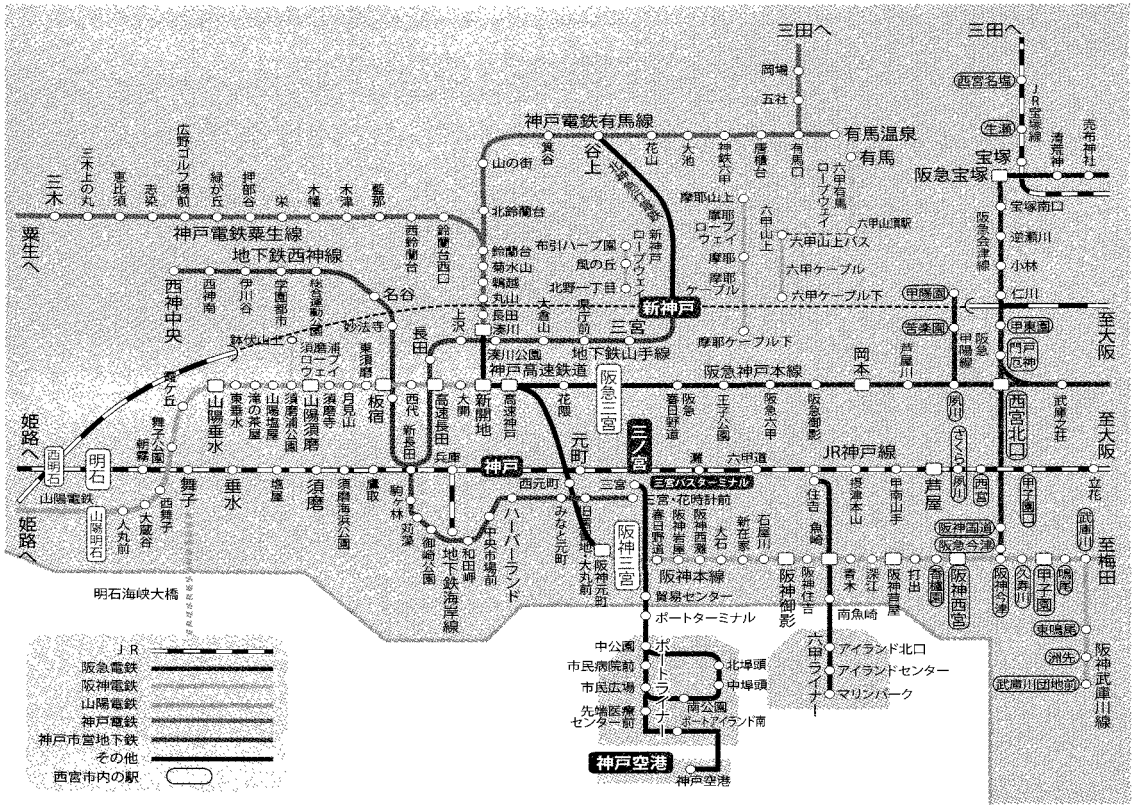 三田へ
三田へ
岡場
五社
西宮名塩
JR宝塚線
生瀬
宝塚
清荒神
売布神社
阪急宝塚
宝塚南口
逆瀬川
小林
仁川
甲東園
門戸厄神
甲陽園
苦楽園
甲陽線
至大阪
神戸電鉄有馬線
箕谷
谷上
花山
大池
神鉄六甲
唐櫃台
有馬口
有馬温泉
有馬
六甲有馬ロープウェイ
六甲山頂駅
山の街
北鈴蘭台
鈴蘭台
菊水山
鵯越
丸山
長田
湊川
三木
三木上の丸
恵比須
志染
広野ゴルフ場前
緑が丘
押部谷
栄
木幡
木津
藍那
西鈴蘭台
鈴蘭台西口
粟生へ
神戸電鉄粟生線
地下鉄西神線
西神中央
西神南
伊川谷
学園都市
総合運動公園
名谷
妙法寺
長田
上沢
湊川公園
大倉山
県庁前
三宮
地下鉄山手線
新神戸
布引ハーブ園
風の丘
北野一丁目
新神戸ロープウェイ
摩耶山上
摩耶ロープウェイ
摩耶
摩耶ケーブル
摩耶ケーブル下
六甲山上
六甲山上バス
六甲ケーブル
六甲ケーブル下
鉢伏山上
須磨浦ロープウェイ
霞ヶ丘
舞子公園
山陽垂水
東垂水
滝の茶屋
山陽塩屋
須磨浦公園
山陽須磨
須磨寺
月見山
東須磨
板宿
西代
高速長田
大開
新開地
高速神戸
神戸高速鉄道
花隈
阪急三宮
阪急春日野道
王子公園
阪急六甲
阪急御影
岡本
芦屋川
夙川
西宮北口
武庫之荘
阪急神戸本線
至大阪
姫路へ
西明石
明石
朝霧
舞子
垂水
塩屋
須磨
須磨海浜公園
鷹取
新長田
兵庫
神戸
元町
三ノ宮
三宮バスターミナル
灘
六甲道
JR神戸線
住吉
摂津本山
甲南山手
芦屋
さくら夙川
西宮
甲子園口
立花
姫路へ
山陽電鉄
山陽明石
人丸前
大蔵谷
西舞子
駒ヶ林
苅藻
御崎公園
和田岬
中央市場前
ハーバーランド
地下鉄海岸線
西元町
みなと元町
旧居留地・大丸前
阪神元町
三宮
三宮・花時計前
阪神三宮
春日野道
阪神岩屋
阪神西灘
大石
新在家
石屋川
阪神本線
阪神御影
阪神住吉
魚崎
青木
深江
阪神芦屋
打出
香櫨園
阪神西宮
阪神国道
阪急今津
阪神今津
久寿川
甲子園
鳴尾
武庫川
至梅田
東鳴尾
洲先
武庫川団地前
阪神武庫川線
明石海峡大橋
貿易センター
ポートターミナル
中公園
市民病院前
市民広場
先端医療センター前
ポートライナー
北埠頭
中埠頭
南公園
ポートアイランド南
神戸空港
神戸空港
南魚崎
アイランド北口
アイランドセンター
マリンパーク
六甲ライナー
JR
阪急電鉄
阪神電鉄
山陽電鉄
神戸電鉄
神戸市営地下鉄
その他
西宮市内の駅